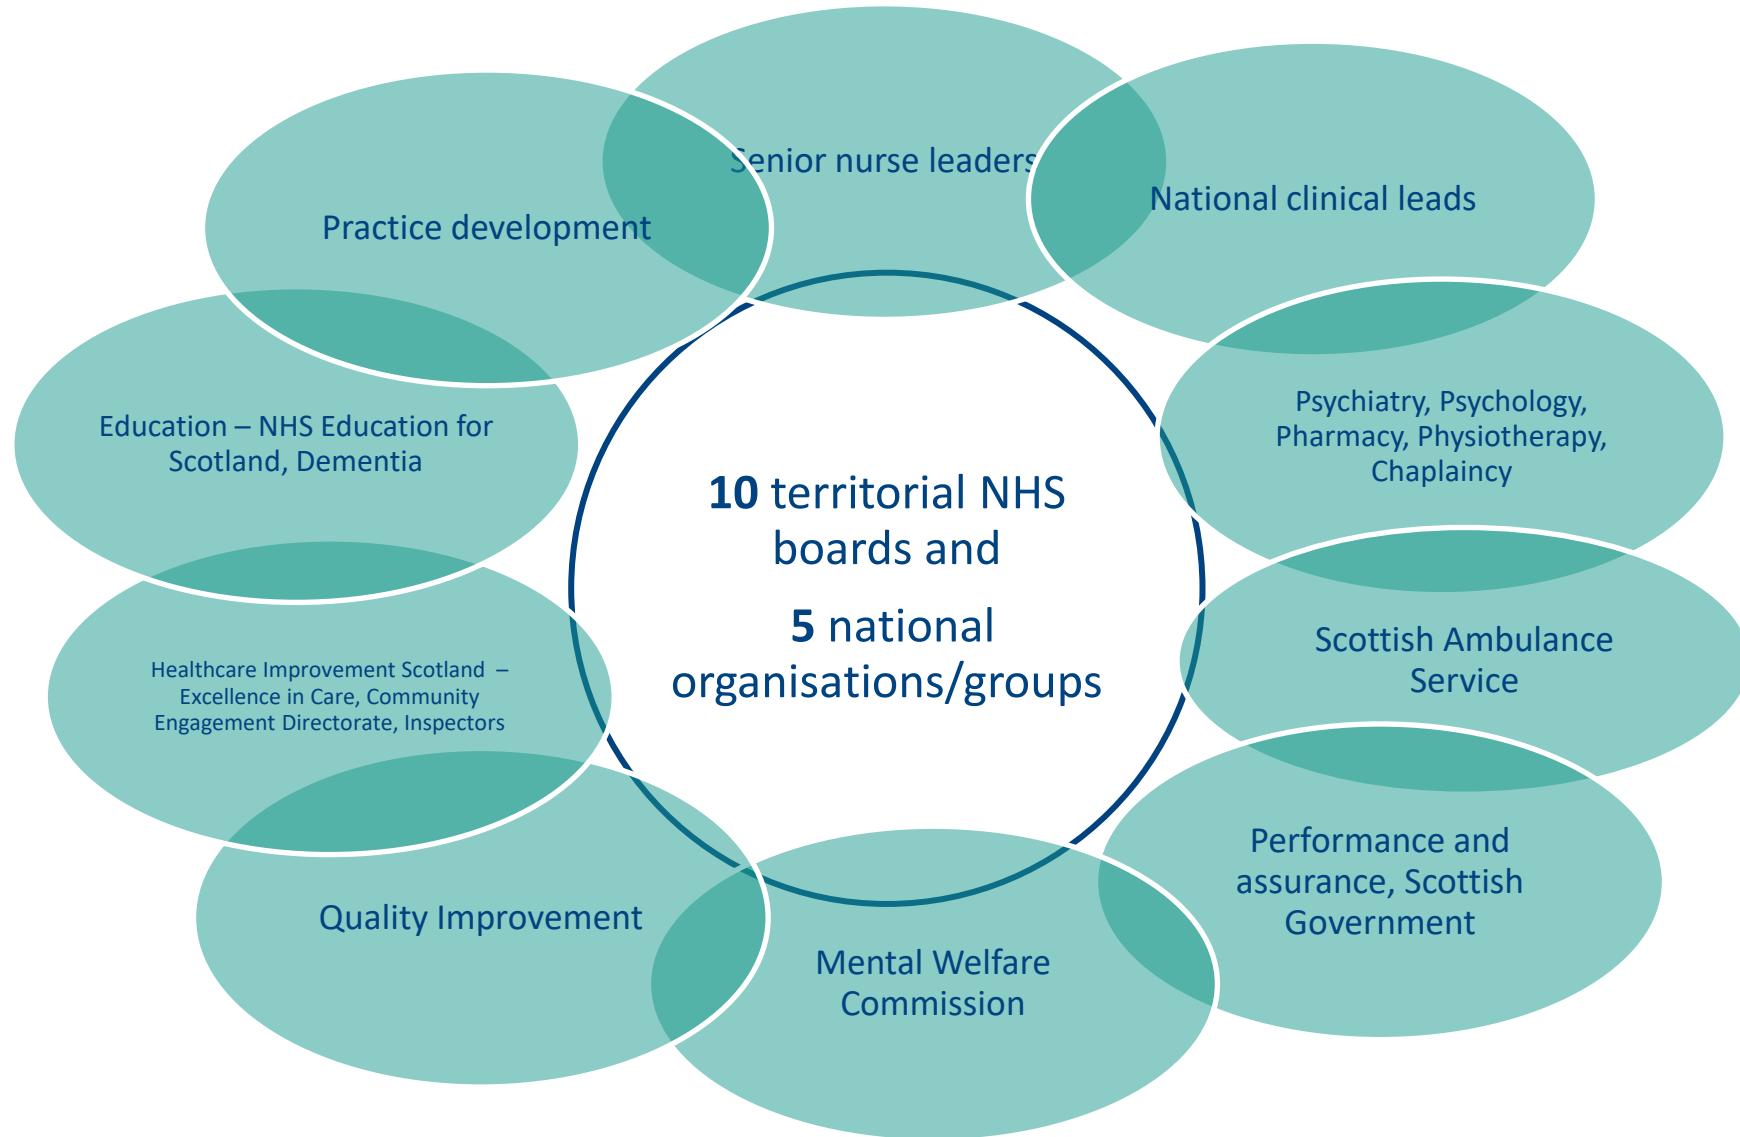 Senior nurse leaders
National clinical leads
Practice development
Psychiatry, Psychology,
Pharmacy, Physiotherapy,
Chaplaincy
Education – NHS Education for
Scotland, Dementia
10 territorial NHS
boards and
5 national
organisations/groups
Scottish Ambulance
Service
Healthcare Improvement Scotland –
Excellence in Care, Community
Engagement Directorate, Inspectors
Performance and
assurance, Scottish
Government
Quality Improvement
Mental Welfare
Commission